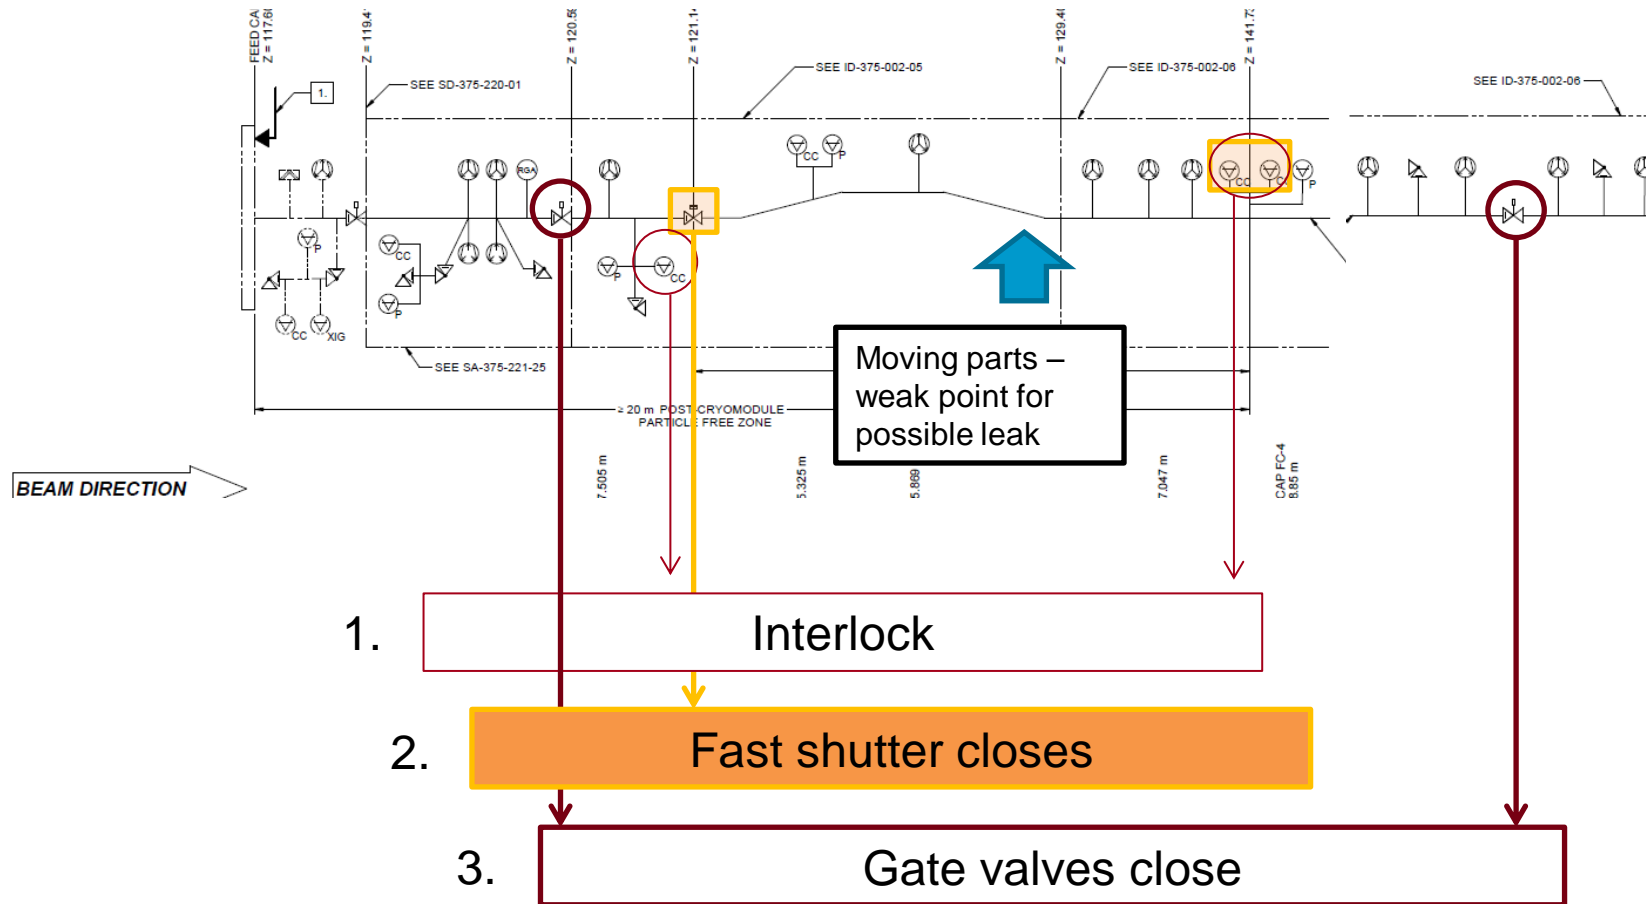 FEED CA
Z = 117.6
Z = 119.4
Z = 120.5
Z = 121.1
Z = 129.4
Z = 141.7
1.
SEE SD-375-220-01
SEE ID-375-002-05
SEE ID-375-002-06
SEE ID-375-002-06
CC
P
RGA
CC
P
P
CC
P
CC
P
CC
CC
XIG
SEE SA-375-221-25
Moving parts –
weak point for
possible leak
≥ 20 m POST-CRYOMODULE
PARTICLE FREE ZONE
BEAM DIRECTION
7.505 m
5.869
7.047 m
CAP FC-4
8.85 m
1.
Interlock
2.
Fast shutter closes
3.
Gate valves close